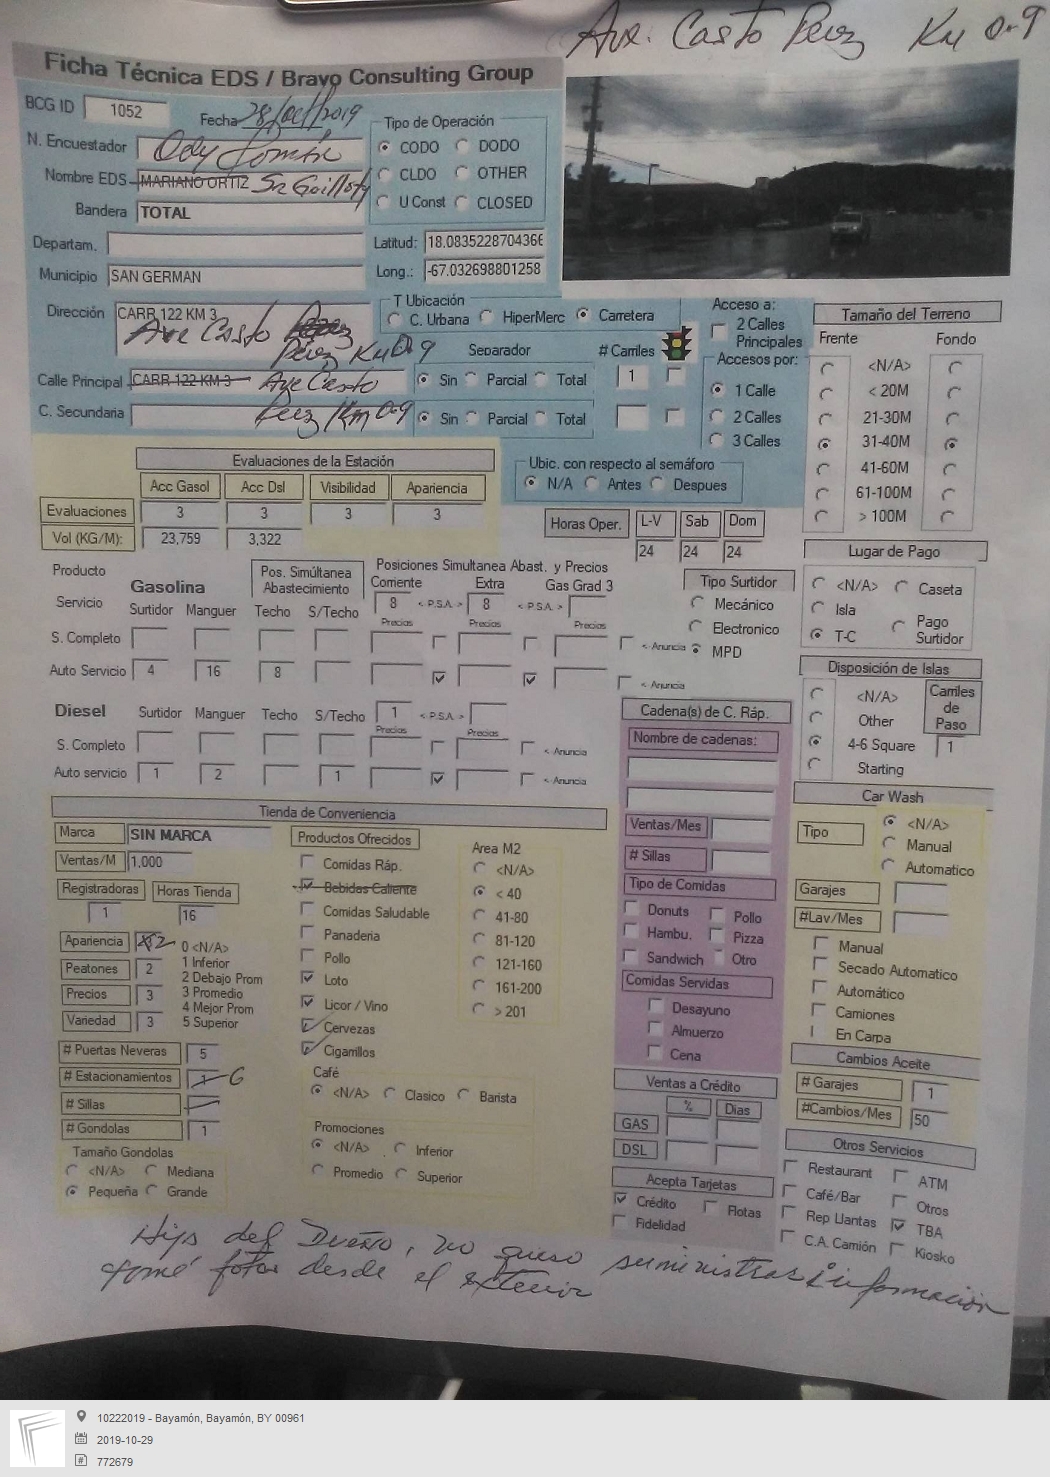 Ave. Casto Perez Km 0.9
Ficha Técnica EDS / Bravo Consulting Group
BCG ID 1052 Fecha 28/oct/2019
N. Encuestador Ody Román
Nombre EDS MARIANO ORTIZ Sn Guilloty
Bandera TOTAL
Tipo de Operación
CODO DODO
CLDO OTHER
U Const CLOSED
Departam.
Municipio SAN GERMAN
Latitud: 18.0835228704366
Long.: -67.032698801258
Dirección CARR 122 KM 3
Ave Casto Perez
Perez Km 0.9
Calle Principal CARR 122 KM 3 Ave Casto
C. Secundaria Perez Km 0.9
T Ubicación
C. Urbana HiperMerc Carretera
Separador # Carriles
Sin Parcial Total 1
Sin Parcial Total
Acceso a:
2 Calles
Principales
Accesos por:
1 Calle
2 Calles
3 Calles
Ubic. con respecto al semáforo
N/A Antes Despues
Tamaño del Terreno
Frente Fondo
<N/A>
< 20M
21-30M
31-40M
41-60M
61-100M
> 100M
Evaluaciones de la Estación
Acc Gasol Acc Dsl Visibilidad Apariencia
Evaluaciones 3 3 3 3
Vol (KG/M): 23,759 3,322
Horas Oper. L-V Sab Dom
24 24 24
Producto
Servicio
Gasolina
Surtidor Manguer
Pos. Simúltanea
Abastecimiento
Techo S/Techo
Posiciones Simultanea Abast. y Precios
Corriente Extra Gas Grad 3
8 < P.S.A. > 8 < P.S.A. >
Precios Precios Precios
S. Completo < Anuncia
Auto Servicio 4 16 8 < Anuncia
Tipo Surtidor
Mecánico
Electronico
MPD
Lugar de Pago
<N/A> Caseta
Isla
T-C Pago
Surtidor
Diesel Surtidor Manguer Techo S/Techo 1 < P.S.A. >
Precios Precios
S. Completo < Anuncia
Auto servicio 1 2 1 < Anuncia
Disposición de Islas
<N/A>
Other
4-6 Square
Starting
Carriles
de
Paso
1
Cadena(s) de C. Ráp.
Nombre de cadenas:
Ventas/Mes
# Sillas
Tipo de Comidas
Donuts Pollo
Hambu. Pizza
Sandwich Otro
Comidas Servidas
Desayuno
Almuerzo
Cena
Car Wash
Tipo <N/A>
Manual
Automatico
Garajes
#Lav/Mes
Manual
Secado Automatico
Automático
Camiones
En Carpa
Tienda de Conveniencia
Marca SIN MARCA
Ventas/M 1,000
Registradoras Horas Tienda
1 16
Apariencia 2
Peatones 2
Precios 3
Variedad 3
0 <N/A>
1 Inferior
2 Debajo Prom
3 Promedio
4 Mejor Prom
5 Superior
# Puertas Neveras 5
# Estacionamientos 1 6
# Sillas
# Gondolas 1
Tamaño Gondolas
<N/A> Mediana
Pequeña Grande
Productos Ofrecidos
Comidas Ráp.
Bebidas Caliente
Comidas Saludable
Panaderia
Pollo
Loto
Licor / Vino
Cervezas
Cigarrillos
Area M2
<N/A>
< 40
41-80
81-120
121-160
161-200
> 201
Café
<N/A> Clasico Barista
Promociones
<N/A> Inferior
Promedio Superior
Ventas a Crédito
% Dias
GAS
DSL
Acepta Tarjetas
Crédito Flotas
Fidelidad
Cambios Aceite
# Garajes 1
#Cambios/Mes 50
Otros Servicios
Restaurant ATM
Café/Bar Otros
Rep Llantas TBA
C.A. Camión Kiosko
Hijo del Dueño, no quiso suministrar información
tomé fotos desde el exterior
10222019 - Bayamón, Bayamón, BY 00961
2019-10-29
772679